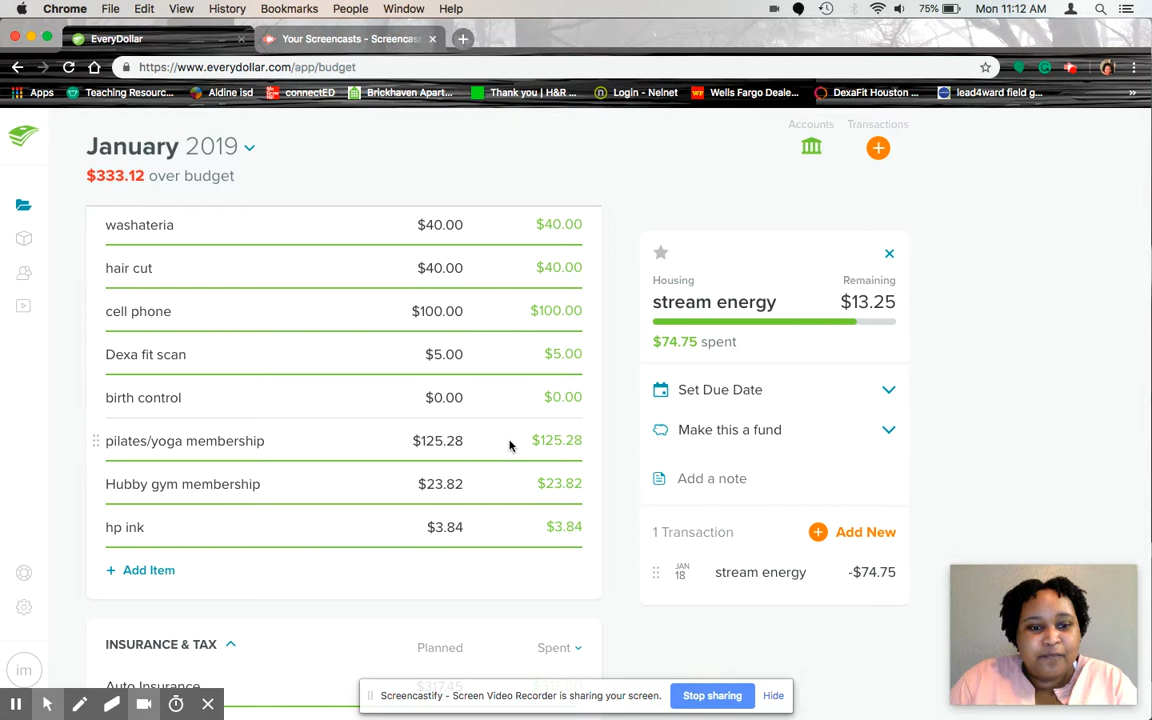 Chrome File Edit View History Bookmarks People Window Help 75% Mon 11:12 AM
EveryDollar
Your Screencasts - Screencas
https://www.everydollar.com/app/budget
Apps Teaching Resourc... Aldine isd connectED Brickhaven Apart... Thank you | H&R ... Login - Nelnet Wells Fargo Deale... DexaFit Houston ... lead4ward field g... »
January 2019
$333.12 over budget
Accounts Transactions
washateria $40.00 $40.00
hair cut $40.00 $40.00
cell phone $100.00 $100.00
Dexa fit scan $5.00 $5.00
birth control $0.00 $0.00
pilates/yoga membership $125.28 $125.28
Hubby gym membership $23.82 $23.82
hp ink $3.84 $3.84
+ Add Item
INSURANCE & TAX Planned Spent
Auto Insurance $317.45
Housing Remaining
stream energy $13.25
$74.75 spent
Set Due Date
Make this a fund
Add a note
1 Transaction Add New
JAN
18 stream energy -$74.75
im
Screencastify - Screen Video Recorder is sharing your screen. Stop sharing Hide